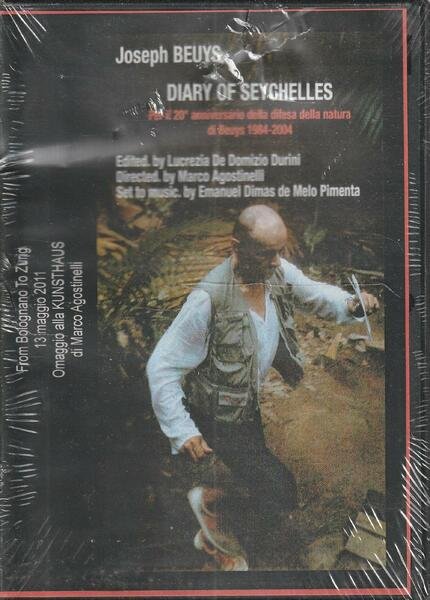 Joseph BEUYS
DIARY OF SEYCHELLES
Per il 20° anniversario della difesa della natura
di Beuys 1984-2004
Edited. by Lucrezia De Domizio Durini
Directed. by Marco Agostinelli
Set to music. by Emanuel Dimas de Melo Pimenta
From Bolognano To Zurig
13 maggio 2011
Omaggio alla KUNSTHAUS
di Marco Agostinelli